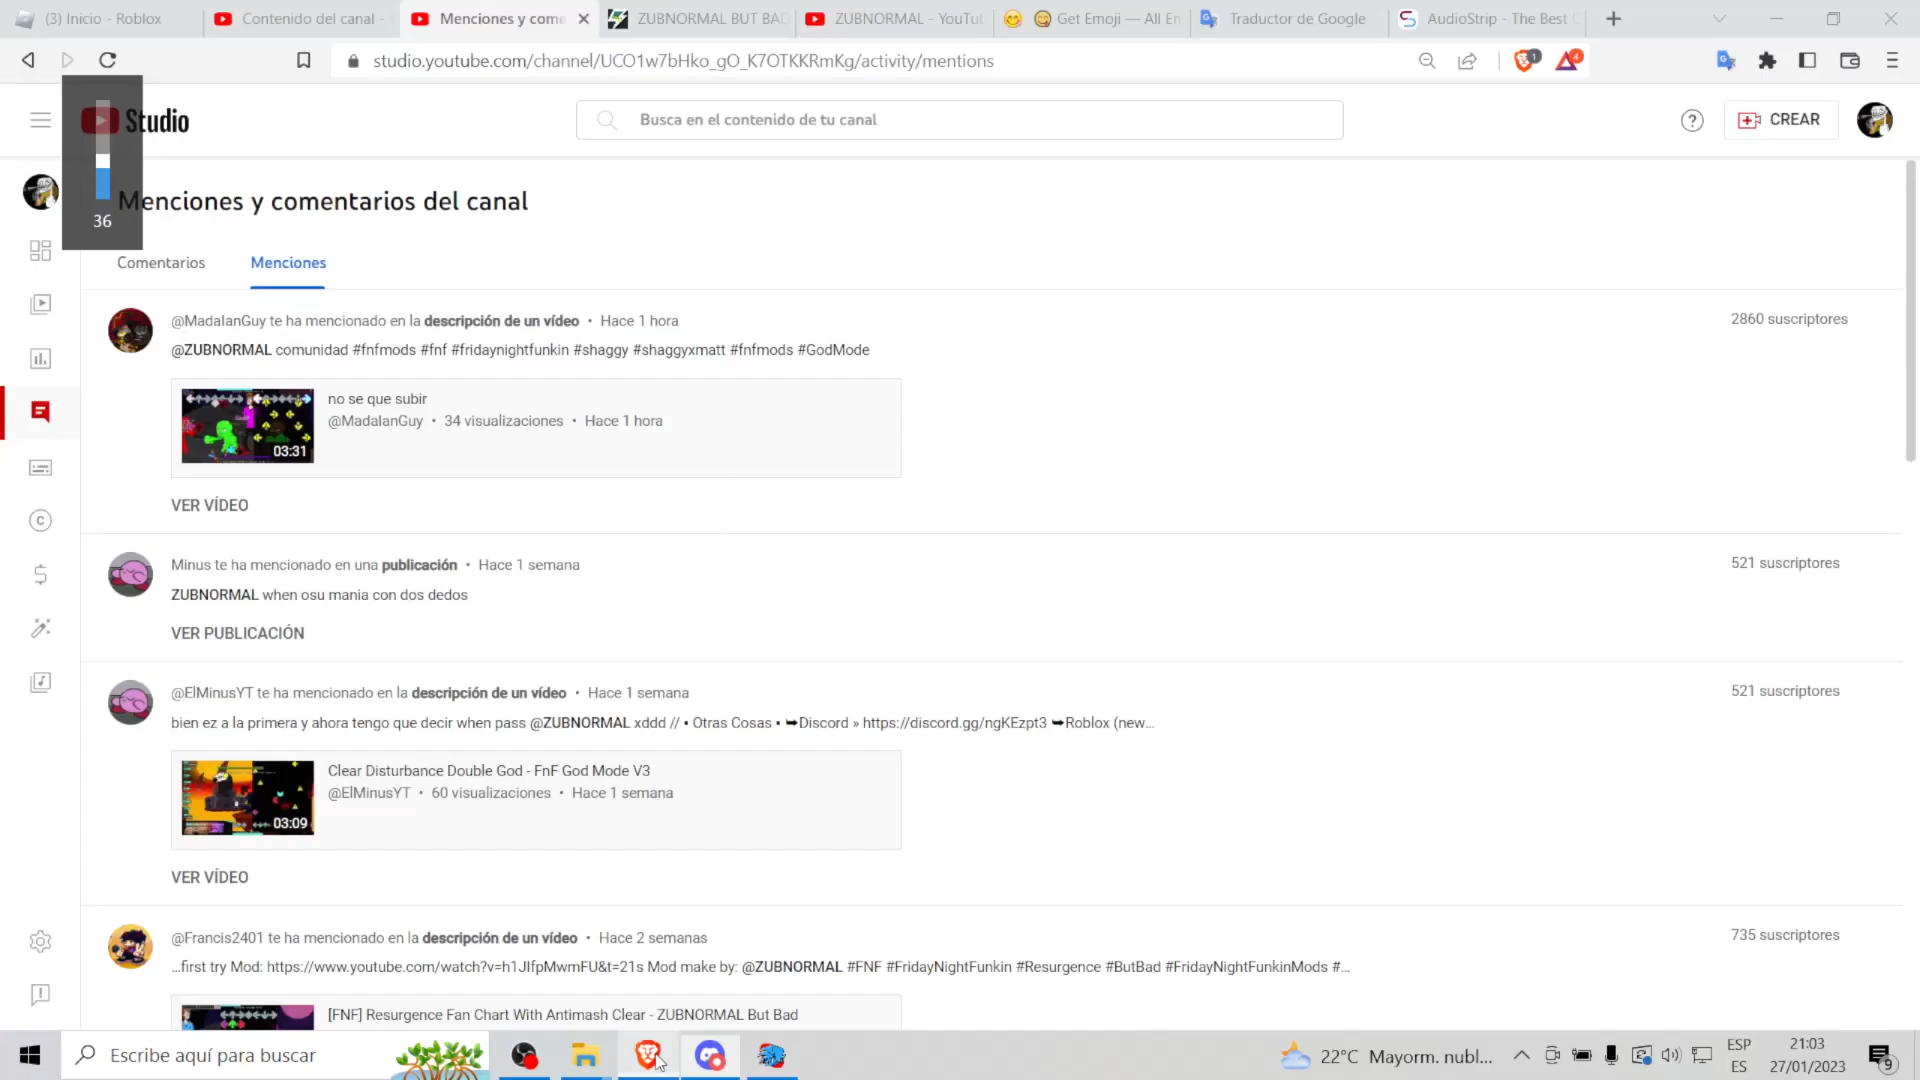 (3) Inicio - Roblox
Contenido del canal -
Menciones y come
ZUBNORMAL BUT BAD
ZUBNORMAL - YouTu
Get Emoji — All Em
Traductor de Google
AudioStrip - The Best
studio.youtube.com/channel/UCO1w7bHko_gO_K7OTKKRmKg/activity/mentions
1
4
Studio
Busca en el contenido de tu canal
CREAR
36
Menciones y comentarios del canal
Comentarios
Menciones
@MadaIanGuy te ha mencionado en la descripción de un vídeo • Hace 1 hora
2860 suscriptores
@ZUBNORMAL comunidad #fnfmods #fnf #fridaynightfunkin #shaggy #shaggyxmatt #fnfmods #GodMode
no se que subir
@MadaIanGuy • 34 visualizaciones • Hace 1 hora
03:31
VER VÍDEO
Minus te ha mencionado en una publicación • Hace 1 semana
521 suscriptores
ZUBNORMAL when osu mania con dos dedos
VER PUBLICACIÓN
@ElMinusYT te ha mencionado en la descripción de un vídeo • Hace 1 semana
521 suscriptores
bien ez a la primera y ahora tengo que decir when pass @ZUBNORMAL xddd // ▪ Otras Cosas ▪ ➥Discord » https://discord.gg/ngKEzpt3 ➥Roblox (new...
Clear Disturbance Double God - FnF God Mode V3
@ElMinusYT • 60 visualizaciones • Hace 1 semana
03:09
VER VÍDEO
@Francis2401 te ha mencionado en la descripción de un vídeo • Hace 2 semanas
735 suscriptores
...first try Mod: https://www.youtube.com/watch?v=h1JIfpMwmFU&t=21s Mod make by: @ZUBNORMAL #FNF #FridayNightFunkin #Resurgence #ButBad #FridayNightFunkinMods #...
[FNF] Resurgence Fan Chart With Antimash Clear - ZUBNORMAL But Bad
Escribe aquí para buscar
22°C Mayorm. nubl...
ESP
ES
21:03
27/01/2023
9